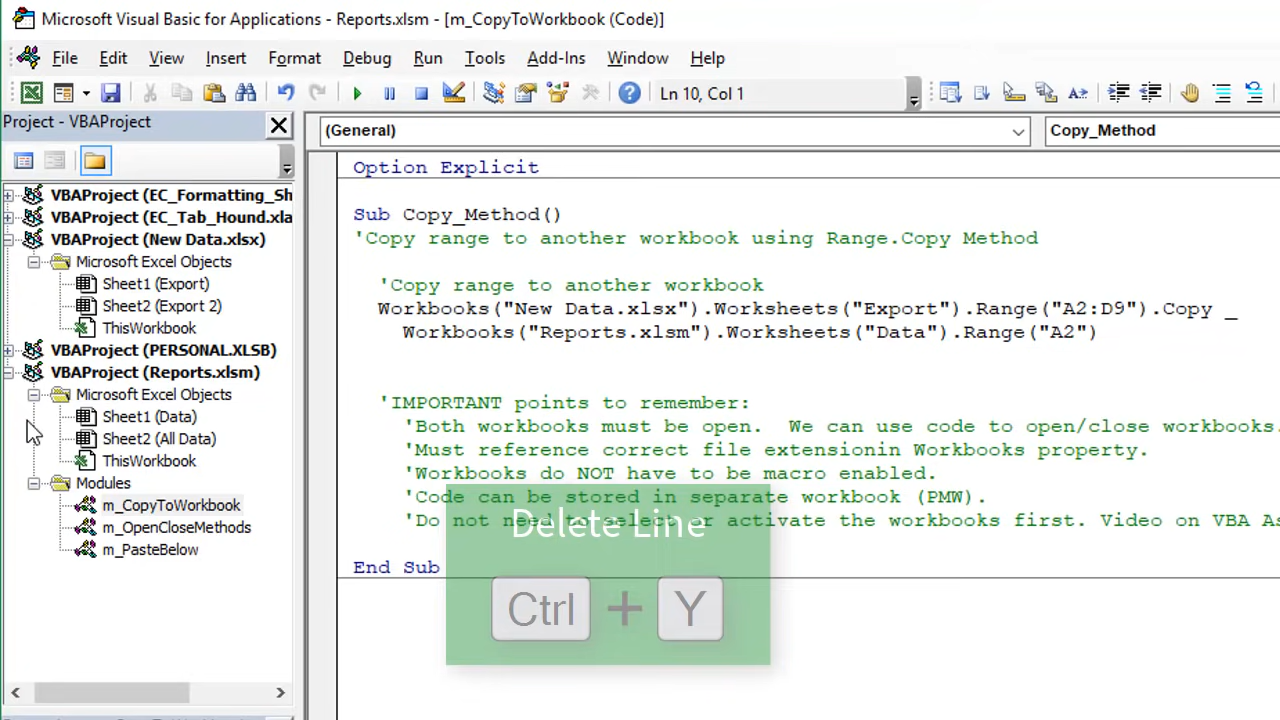 Microsoft Visual Basic for Applications - Reports.xlsm - [m_CopyToWorkbook (Code)]
File Edit View Insert Format Debug Run Tools Add-Ins Window Help
Ln 10, Col 1
Project - VBAProject
(General)
Copy_Method
VBAProject (EC_Formatting_Sh
VBAProject (EC_Tab_Hound.xla
VBAProject (New Data.xlsx)
Microsoft Excel Objects
Sheet1 (Export)
Sheet2 (Export 2)
ThisWorkbook
VBAProject (PERSONAL.XLSB)
VBAProject (Reports.xlsm)
Microsoft Excel Objects
Sheet1 (Data)
Sheet2 (All Data)
ThisWorkbook
Modules
m_CopyToWorkbook
m_OpenCloseMethods
m_PasteBelow
Option Explicit
Sub Copy_Method()
'Copy range to another workbook using Range.Copy Method
'Copy range to another workbook
Workbooks("New Data.xlsx").Worksheets("Export").Range("A2:D9").Copy _
Workbooks("Reports.xlsm").Worksheets("Data").Range("A2")
'IMPORTANT points to remember:
'Both workbooks must be open.  We can use code to open/close workbooks.
'Must reference correct file extensionin Workbooks property.
'Workbooks do NOT have to be macro enabled.
'Code can be stored in separate workbook (PMW).
'Do not need to select or activate the workbooks first. Video on VBA As
End Sub
Delete Line
Ctrl + Y